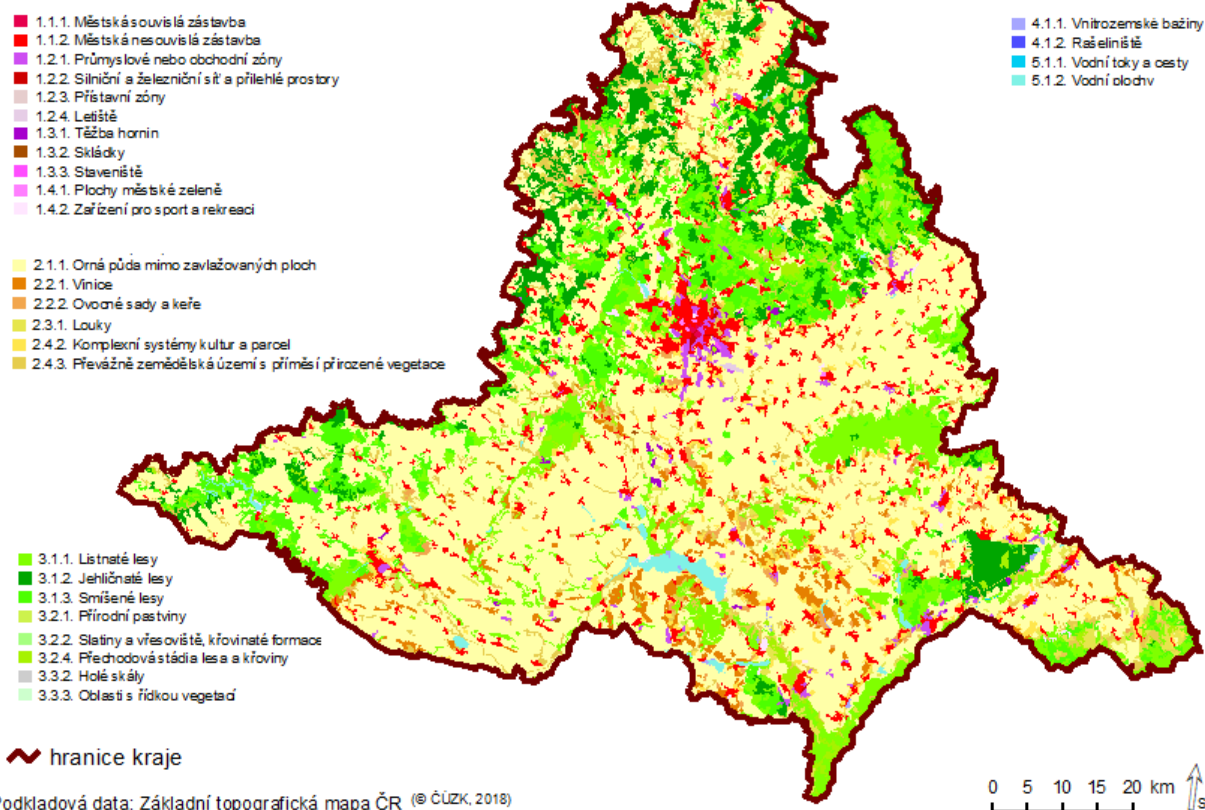 1.1.1. Městská souvislá zástavba
1.1.2. Městská nesouvislá zástavba
1.2.1. Průmyslové nebo obchodní zóny
1.2.2. Silniční a železniční síť a přilehlé prostory
1.2.3. Přístavní zóny
1.2.4. Letiště
1.3.1. Těžba hornin
1.3.2. Skládky
1.3.3. Staveniště
1.4.1. Plochy městské zeleně
1.4.2. Zařízení pro sport a rekreaci
2.1.1. Orná půda mimo zavlažovaných ploch
2.2.1. Vinice
2.2.2. Ovocné sady a keře
2.3.1. Louky
2.4.2. Komplexní systémy kultur a parcel
2.4.3. Převážně zemědělská území s příměsí přirozené vegetace
3.1.1. Listnaté lesy
3.1.2. Jehličnaté lesy
3.1.3. Smíšené lesy
3.2.1. Přírodní pastviny
3.2.2. Slatiny a vřesoviště, křovinaté formace
3.2.4. Přechodová stádia lesa a křoviny
3.3.2. Holé skály
3.3.3. Oblasti s řídkou vegetací
4.1.1. Vnitrozemské bažiny
4.1.2. Rašeliniště
5.1.1. Vodní toky a cesty
5.1.2. Vodní plochy
hranice kraje
Podkladová data: Základní topografická mapa ČR (© ČÚZK, 2018)
0 5 10 15 20 km
S